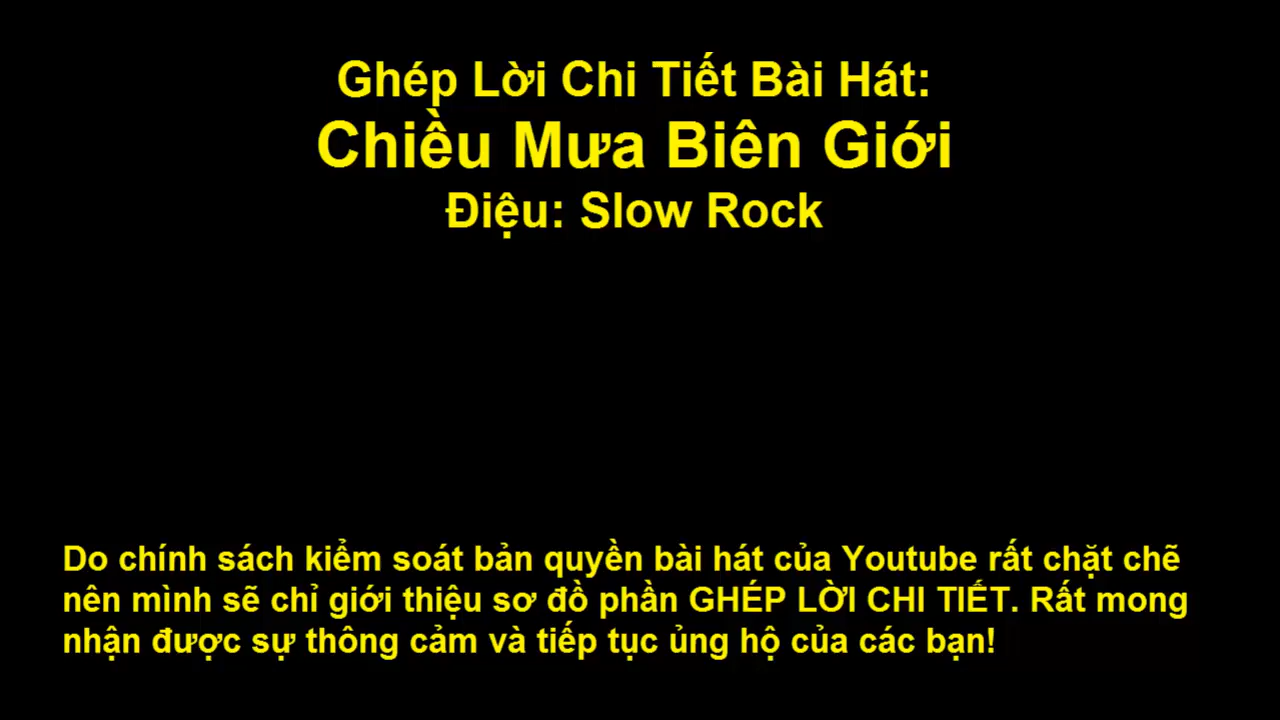 Ghép Lời Chi Tiết Bài Hát:
Chiều Mưa Biên Giới
Điệu: Slow Rock
Do chính sách kiểm soát bản quyền bài hát của Youtube rất chặt chẽ
nên mình sẽ chỉ giới thiệu sơ đồ phần GHÉP LỜI CHI TIẾT. Rất mong
nhận được sự thông cảm và tiếp tục ủng hộ của các bạn!